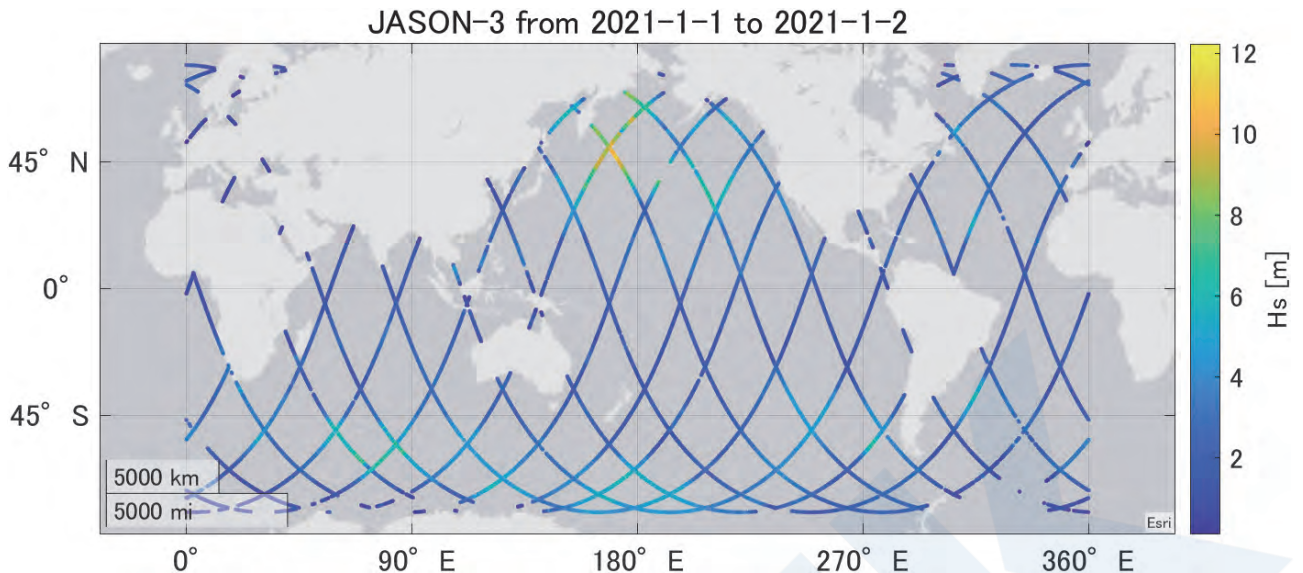 JASON-3 from 2021-1-1 to 2021-1-2
45° N
0°
45° S
5000 km
5000 mi
Esri
0°
90° E
180° E
270° E
360° E
12
10
8
6
4
2
Hs [m]